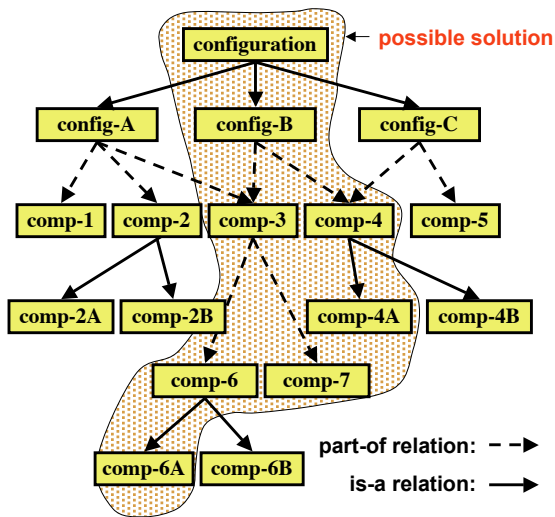 configuration
possible solution
config-A
config-B
config-C
comp-1
comp-2
comp-3
comp-4
comp-5
comp-2A
comp-2B
comp-4A
comp-4B
comp-6
comp-7
part-of relation:
comp-6A
comp-6B
is-a relation: